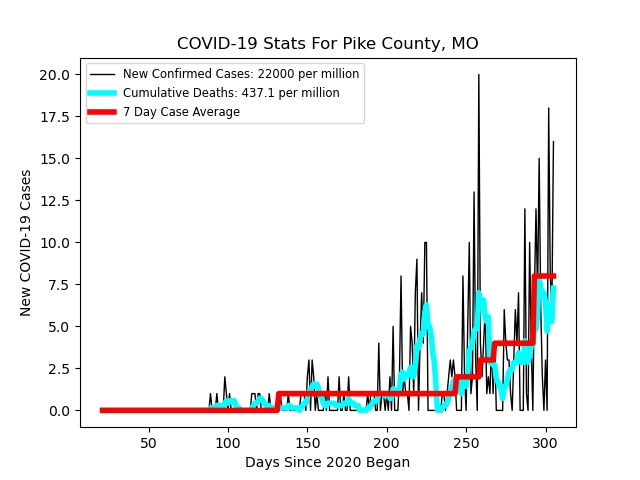 COVID-19 Stats For Pike County, MO
New Confirmed Cases: 22000 per million
Cumulative Deaths: 437.1 per million
7 Day Case Average
New COVID-19 Cases
20.0
17.5
15.0
12.5
10.0
7.5
5.0
2.5
0.0
50 100 150 200 250 300
Days Since 2020 Began